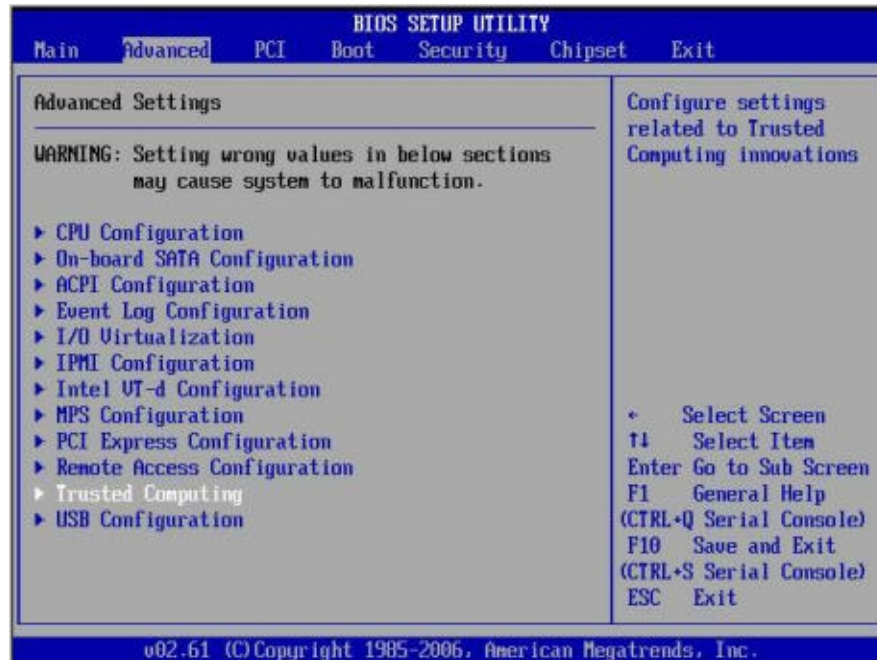 BIOS SETUP UTILITY
Main Advanced PCI Boot Security Chipset Exit
Advanced Settings
WARNING: Setting wrong values in below sections
may cause system to malfunction.
▶ CPU Configuration
▶ On-board SATA Configuration
▶ ACPI Configuration
▶ Event Log Configuration
▶ I/O Virtualization
▶ IPMI Configuration
▶ Intel VT-d Configuration
▶ MPS Configuration
▶ PCI Express Configuration
▶ Remote Access Configuration
▶ Trusted Computing
▶ USB Configuration
Configure settings
related to Trusted
Computing innovations
← Select Screen
↑↓ Select Item
Enter Go to Sub Screen
F1 General Help
(CTRL+Q Serial Console)
F10 Save and Exit
(CTRL+S Serial Console)
ESC Exit
v02.61 (C)Copyright 1985-2006, American Megatrends, Inc.